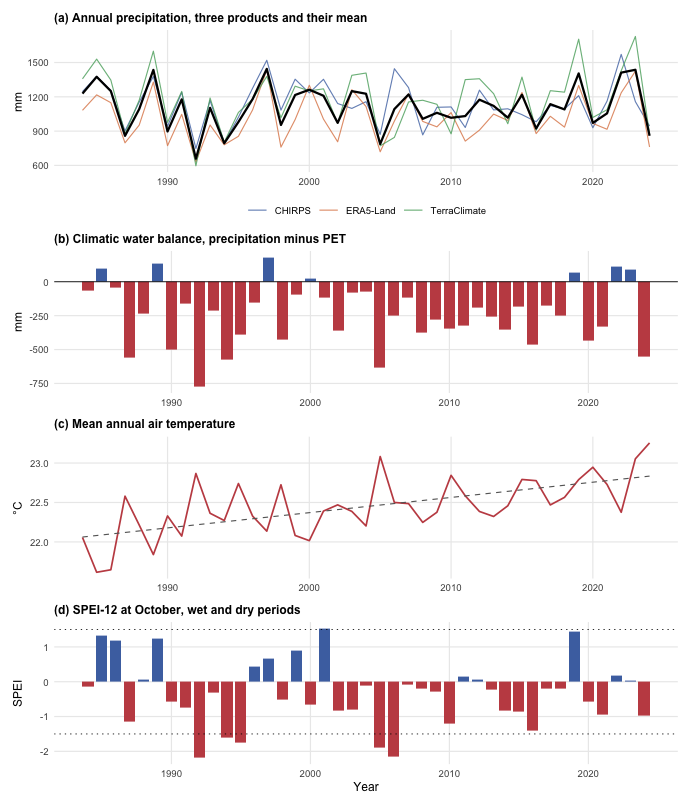 (a) Annual precipitation, three products and their mean
1500
1200
900
600
mm
1990 2000 2010 2020
CHIRPS ERA5-Land TerraClimate
(b) Climatic water balance, precipitation minus PET
0
-250
-500
-750
mm
1990 2000 2010 2020
(c) Mean annual air temperature
23.0
22.5
22.0
°C
1990 2000 2010 2020
(d) SPEI-12 at October, wet and dry periods
1
0
-1
-2
SPEI
1990 2000 2010 2020
Year